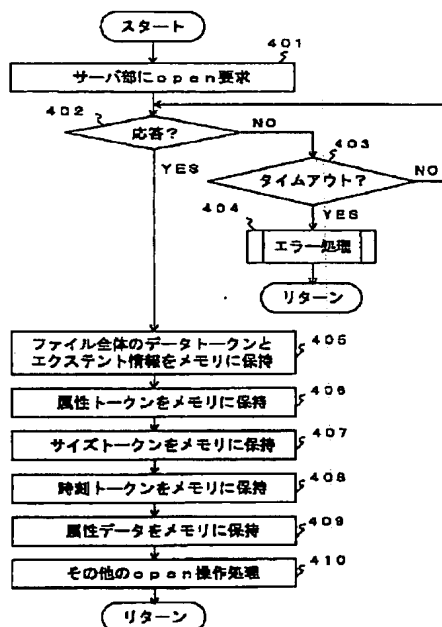 スタート
401
サーバ部にopen要求
402
応答?
NO
403
YES
タイムアウト?
NO
404
YES
エラー処理
リターン
ファイル全体のデータトークンと
エクステント情報をメモリに保持
405
属性トークンをメモリに保持
406
サイズトークンをメモリに保持
407
時刻トークンをメモリに保持
408
属性データをメモリに保持
409
その他のopen操作処理
410
リターン